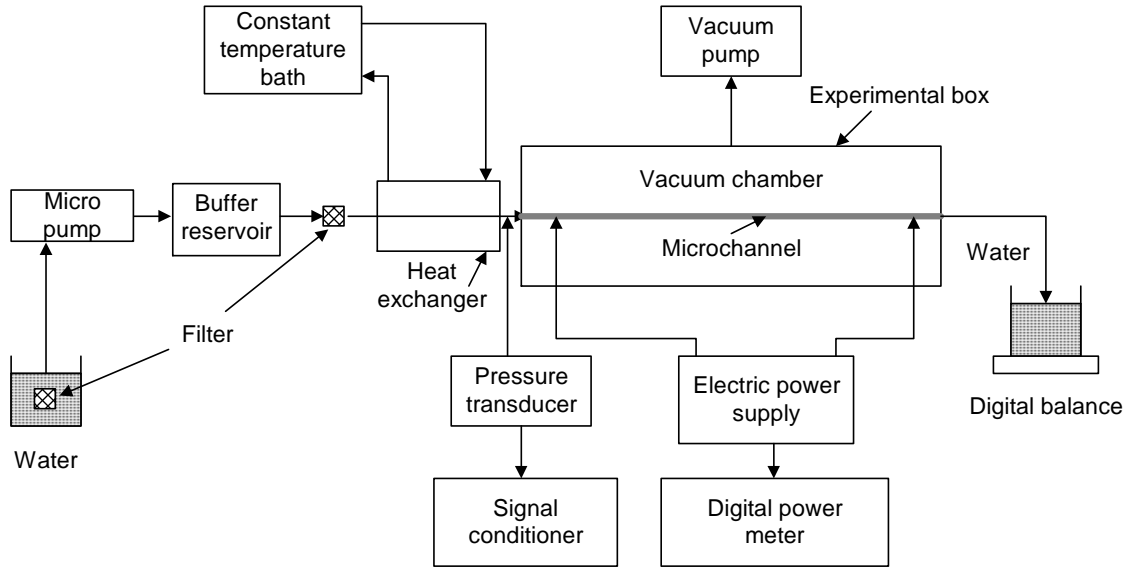 Constant
temperature
bath
Vacuum
pump
Experimental box
Vacuum chamber
Micro
pump
Buffer
reservoir
Microchannel
Heat
exchanger
Water
Filter
Pressure
transducer
Electric power
supply
Digital balance
Water
Signal
conditioner
Digital power
meter